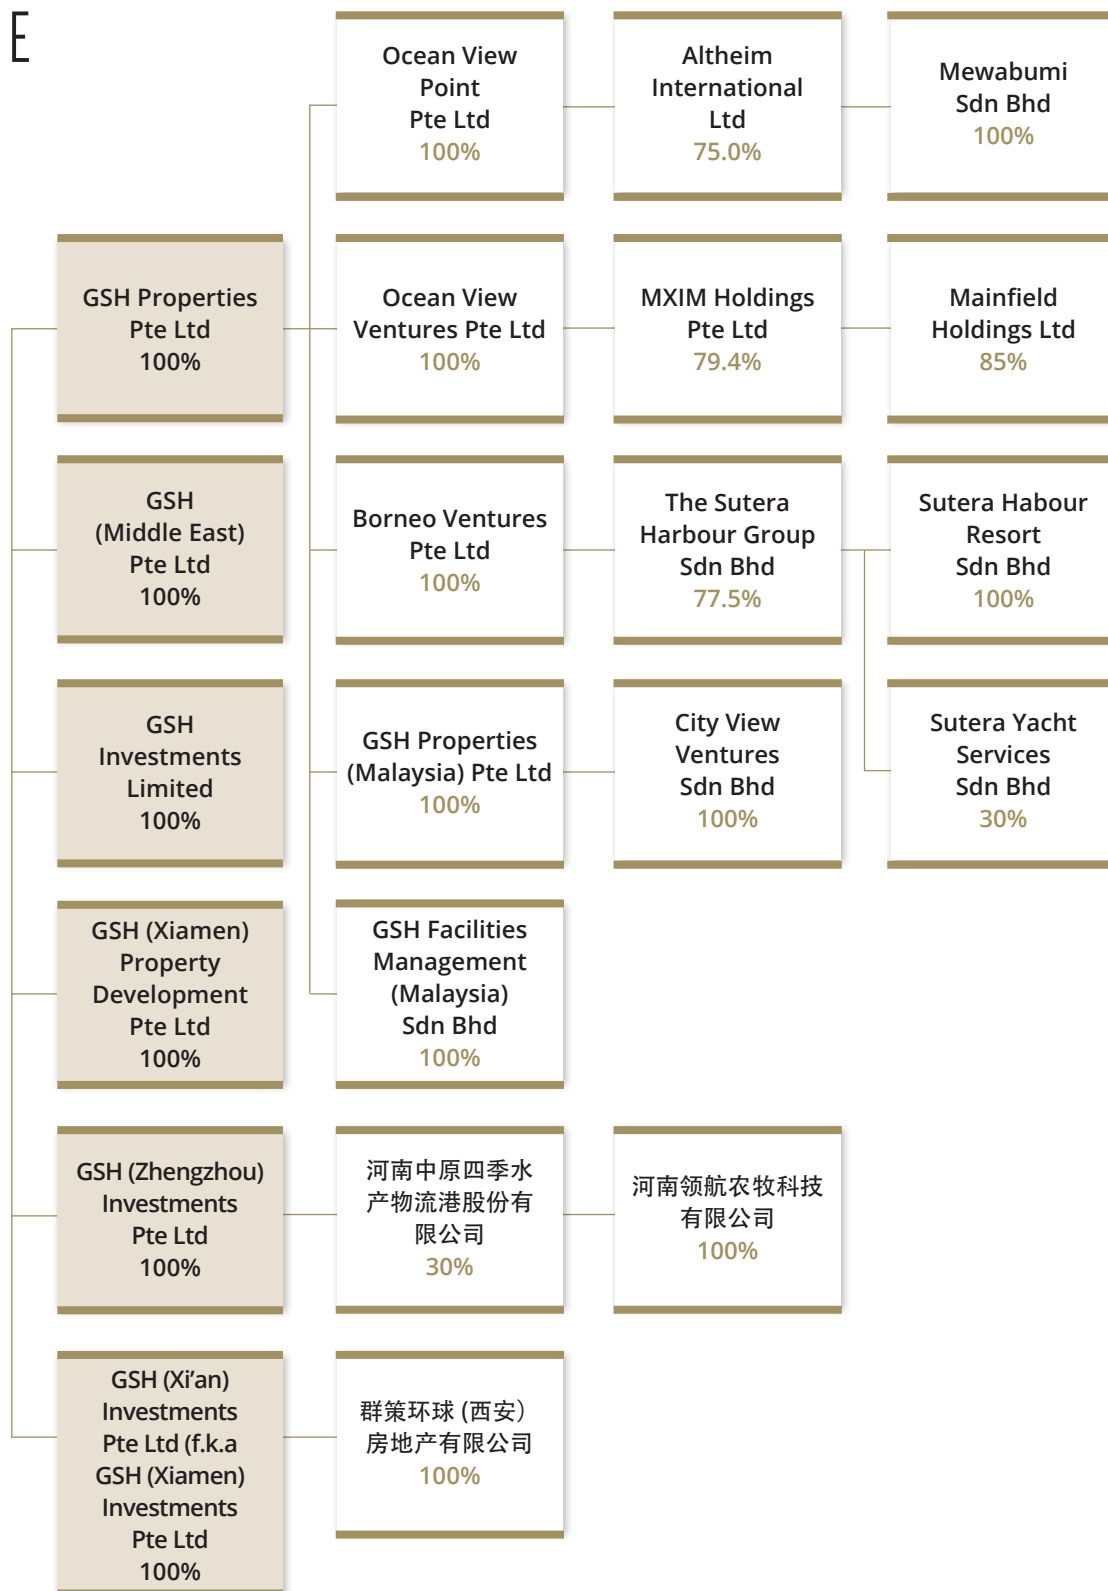 E
Ocean View
Point
Pte Ltd
100%
Altheim
International
Ltd
75.0%
Mewabumi
Sdn Bhd
100%
GSH Properties
Pte Ltd
100%
Ocean View
Ventures Pte Ltd
100%
MXIM Holdings
Pte Ltd
79.4%
Mainfield
Holdings Ltd
85%
GSH
(Middle East)
Pte Ltd
100%
Borneo Ventures
Pte Ltd
100%
The Sutera
Harbour Group
Sdn Bhd
77.5%
Sutera Habour
Resort
Sdn Bhd
100%
GSH
Investments
Limited
100%
GSH Properties
(Malaysia) Pte Ltd
100%
City View
Ventures
Sdn Bhd
100%
Sutera Yacht
Services
Sdn Bhd
30%
GSH (Xiamen)
Property
Development
Pte Ltd
100%
GSH Facilities
Management
(Malaysia)
Sdn Bhd
100%
GSH (Zhengzhou)
Investments
Pte Ltd
100%
河南中原四季水
产物流港股份有
限公司
30%
河南领航农牧科技
有限公司
100%
GSH (Xi’an)
Investments
Pte Ltd (f.k.a
GSH (Xiamen)
Investments
Pte Ltd
100%
群策环球 (西安）
房地产有限公司
100%